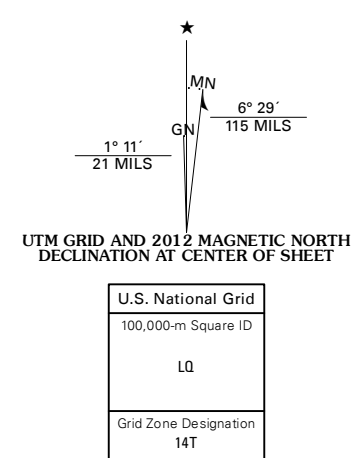 ★
MN
GN
6° 29´
115 MILS
1° 11´
21 MILS
UTM GRID AND 2012 MAGNETIC NORTH
DECLINATION AT CENTER OF SHEET
U.S. National Grid
100,000-m Square ID
LQ
Grid Zone Designation
14T